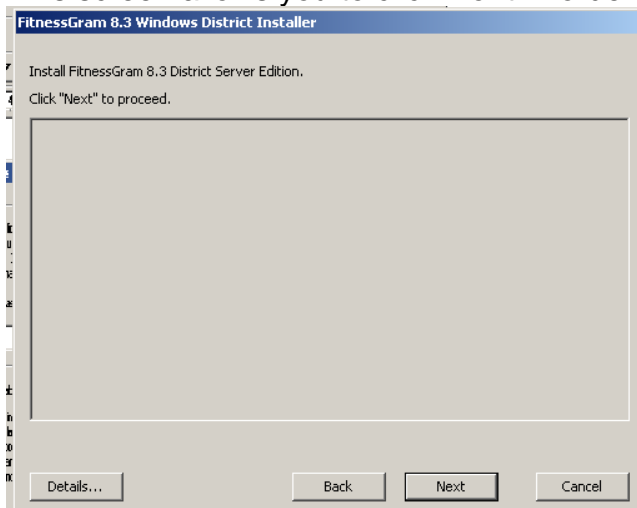 FitnessGram 8.3 Windows District Installer
Install FitnessGram 8.3 District Server Edition.
Click "Next" to proceed.
Details...
Back
Next
Cancel